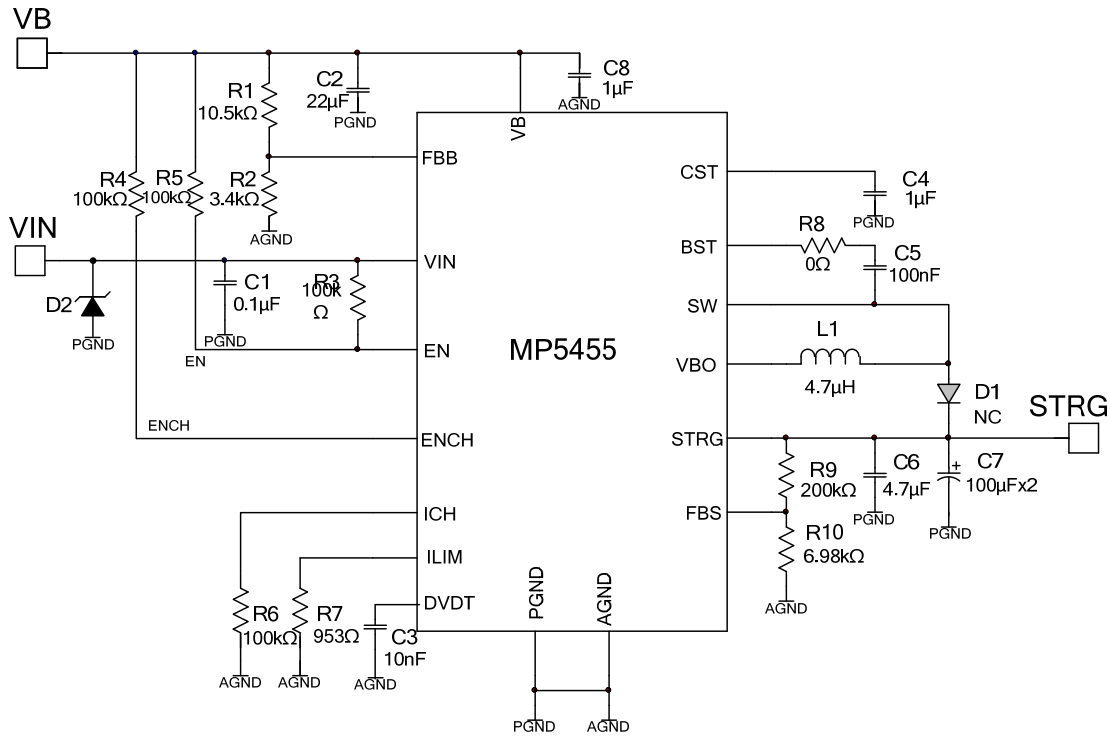 VB
R1
10.5kΩ
C2
22µF
PGND
C8
1µF
AGND
VB
FBB
R4
100kΩ
R5
100kΩ
R2
3.4kΩ
AGND
CST
C4
1µF
PGND
VIN
VIN
R8
0Ω
BST
C5
100nF
D2
PGND
C1
0.1µF
PGND
R3
100k
Ω
SW
EN
EN
MP5455
L1
4.7µH
VBO
D1
NC
STRG
ENCH
ENCH
STRG
R9
200kΩ
C6
4.7µF
PGND
+
C7
100µFx2
PGND
ICH
FBS
R10
6.98kΩ
AGND
ILIM
DVDT
R6
100kΩ
AGND
R7
953Ω
AGND
C3
10nF
AGND
PGND
AGND
PGND
AGND